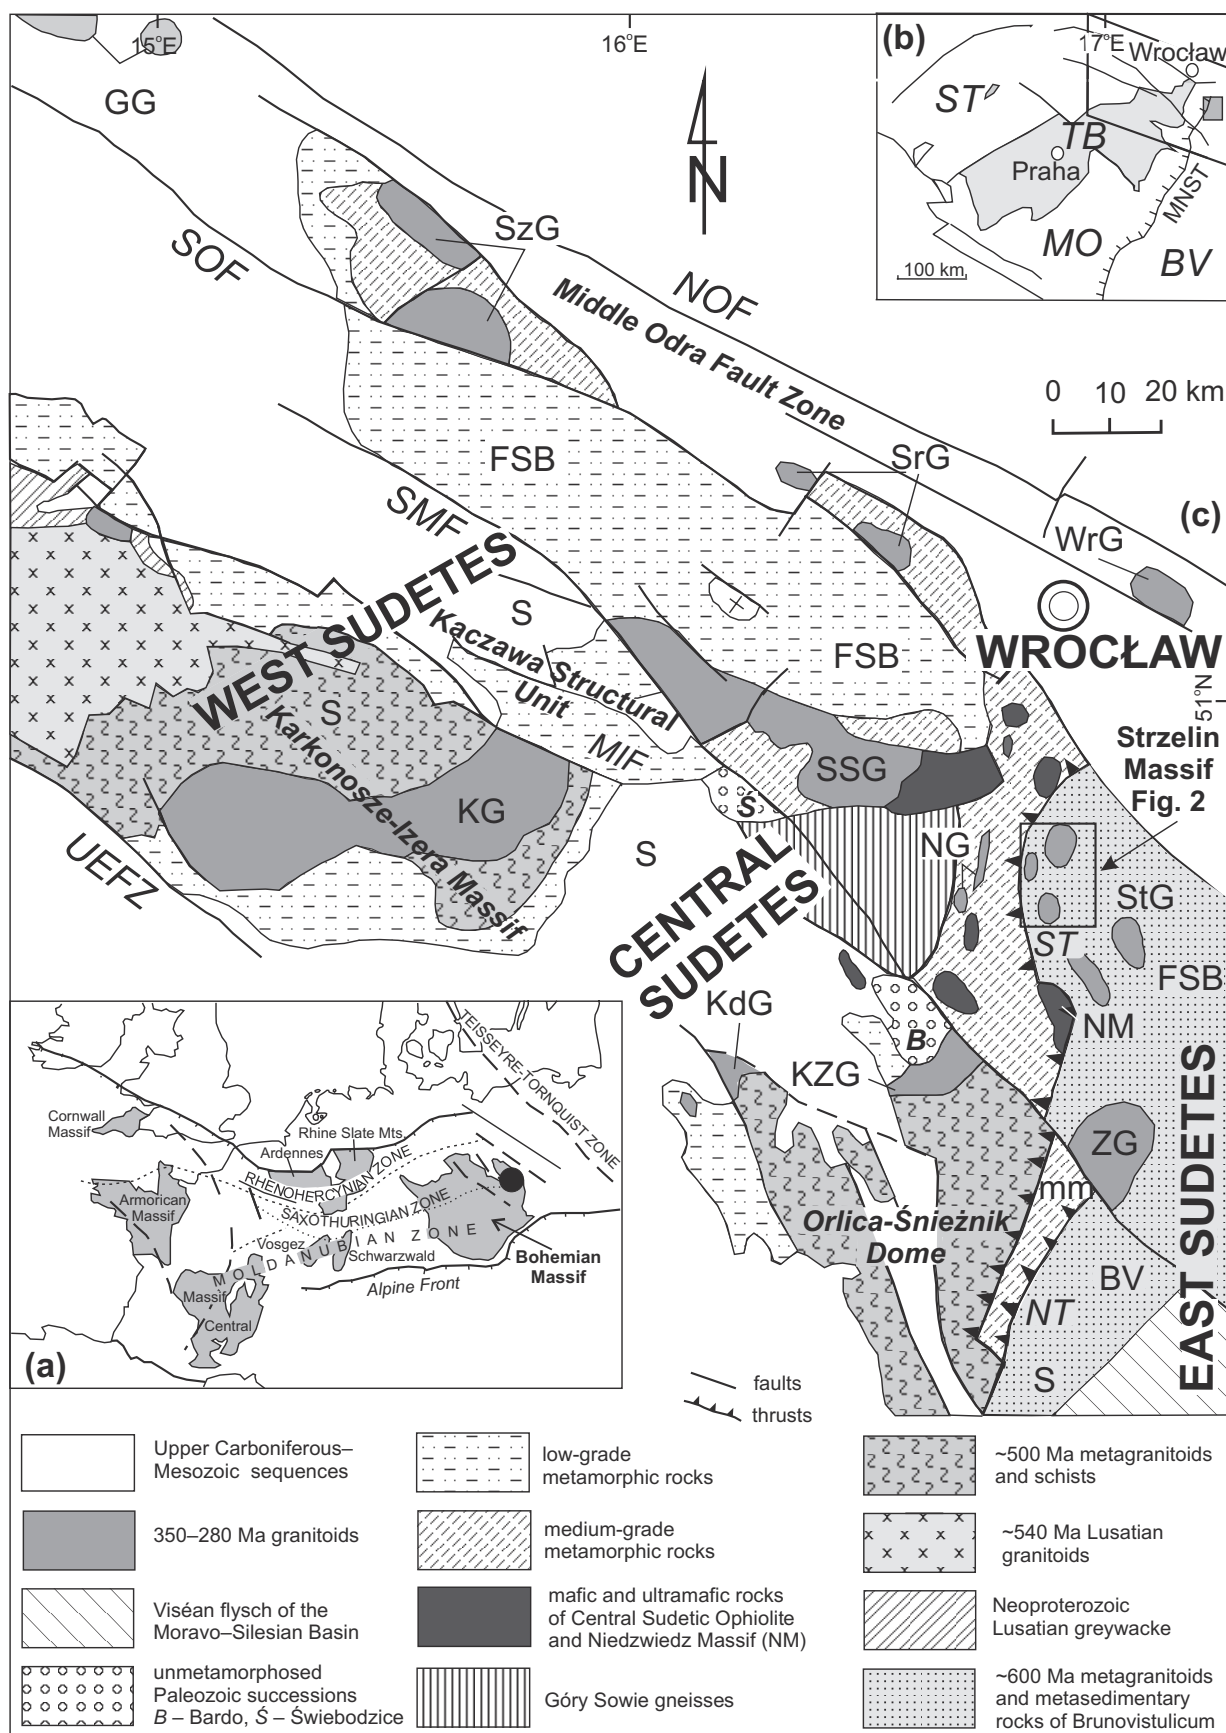 15°E
16°E
(b)
17°E
Wrocław
ST
TB
Praha
MNST
MO
BV
100 km
GG
SzG
N
SOF
NOF
Middle Odra Fault Zone
0 10 20 km
FSB
SrG
SMF
(c)
WrG
WEST SUDETES
S
Kaczawa Structural
Unit
FSB
WROCŁAW
51°N
S
Karkonosze-Izera Massif
MIF
SSG
Strzelin
Massif
Fig. 2
KG
Ś
UEFZ
S
NG
CENTRAL
SUDETES
StG
ST
FSB
KdG
B
NM
KZG
ZG
mm
EAST SUDETES
Orlica-Śnieżnik
Dome
BV
NT
S
TEISSEYRE-TORNQUIST ZONE
Cornwall
Massif
Rhine Slate Mts.
Ardennes
RHENOHERCYNIAN ZONE
Armorican
Massif
SAXOTHURINGIAN ZONE
Vosgez
MOLDANUBIAN ZONE
Schwarzwald
Bohemian
Massif
Massif
Central
Alpine Front
(a)
faults
thrusts
Upper Carboniferous–
Mesozoic sequences
350–280 Ma granitoids
Viséan flysch of the
Moravo–Silesian Basin
unmetamorphosed
Paleozoic successions
B – Bardo, Ś – Świebodzice
low-grade
metamorphic rocks
medium-grade
metamorphic rocks
mafic and ultramafic rocks
of Central Sudetic Ophiolite
and Niedzwiedz Massif (NM)
Góry Sowie gneisses
~500 Ma metagranitoids
and schists
~540 Ma Lusatian
granitoids
Neoproterozoic
Lusatian greywacke
~600 Ma metagranitoids
and metasedimentary
rocks of Brunovistulicum